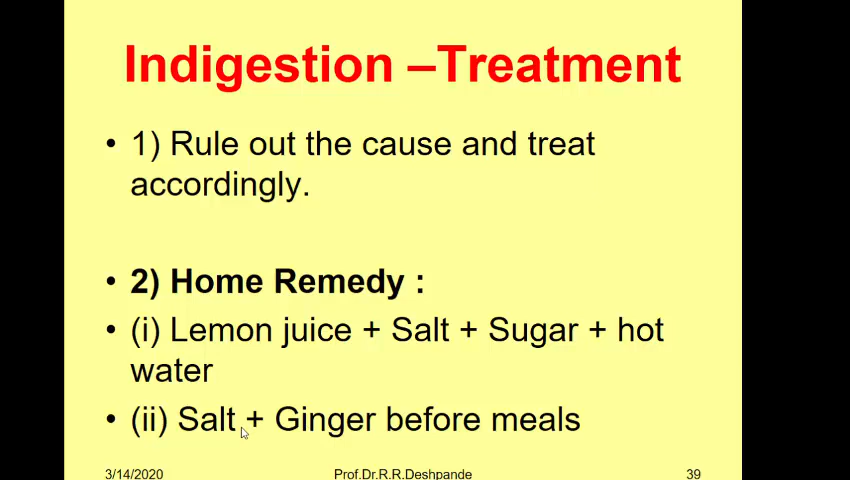 Indigestion –Treatment
• 1) Rule out the cause and treat
accordingly.
• 2) Home Remedy :
• (i) Lemon juice + Salt + Sugar + hot
water
• (ii) Salt + Ginger before meals
3/14/2020 Prof.Dr.R.R.Deshpande 39